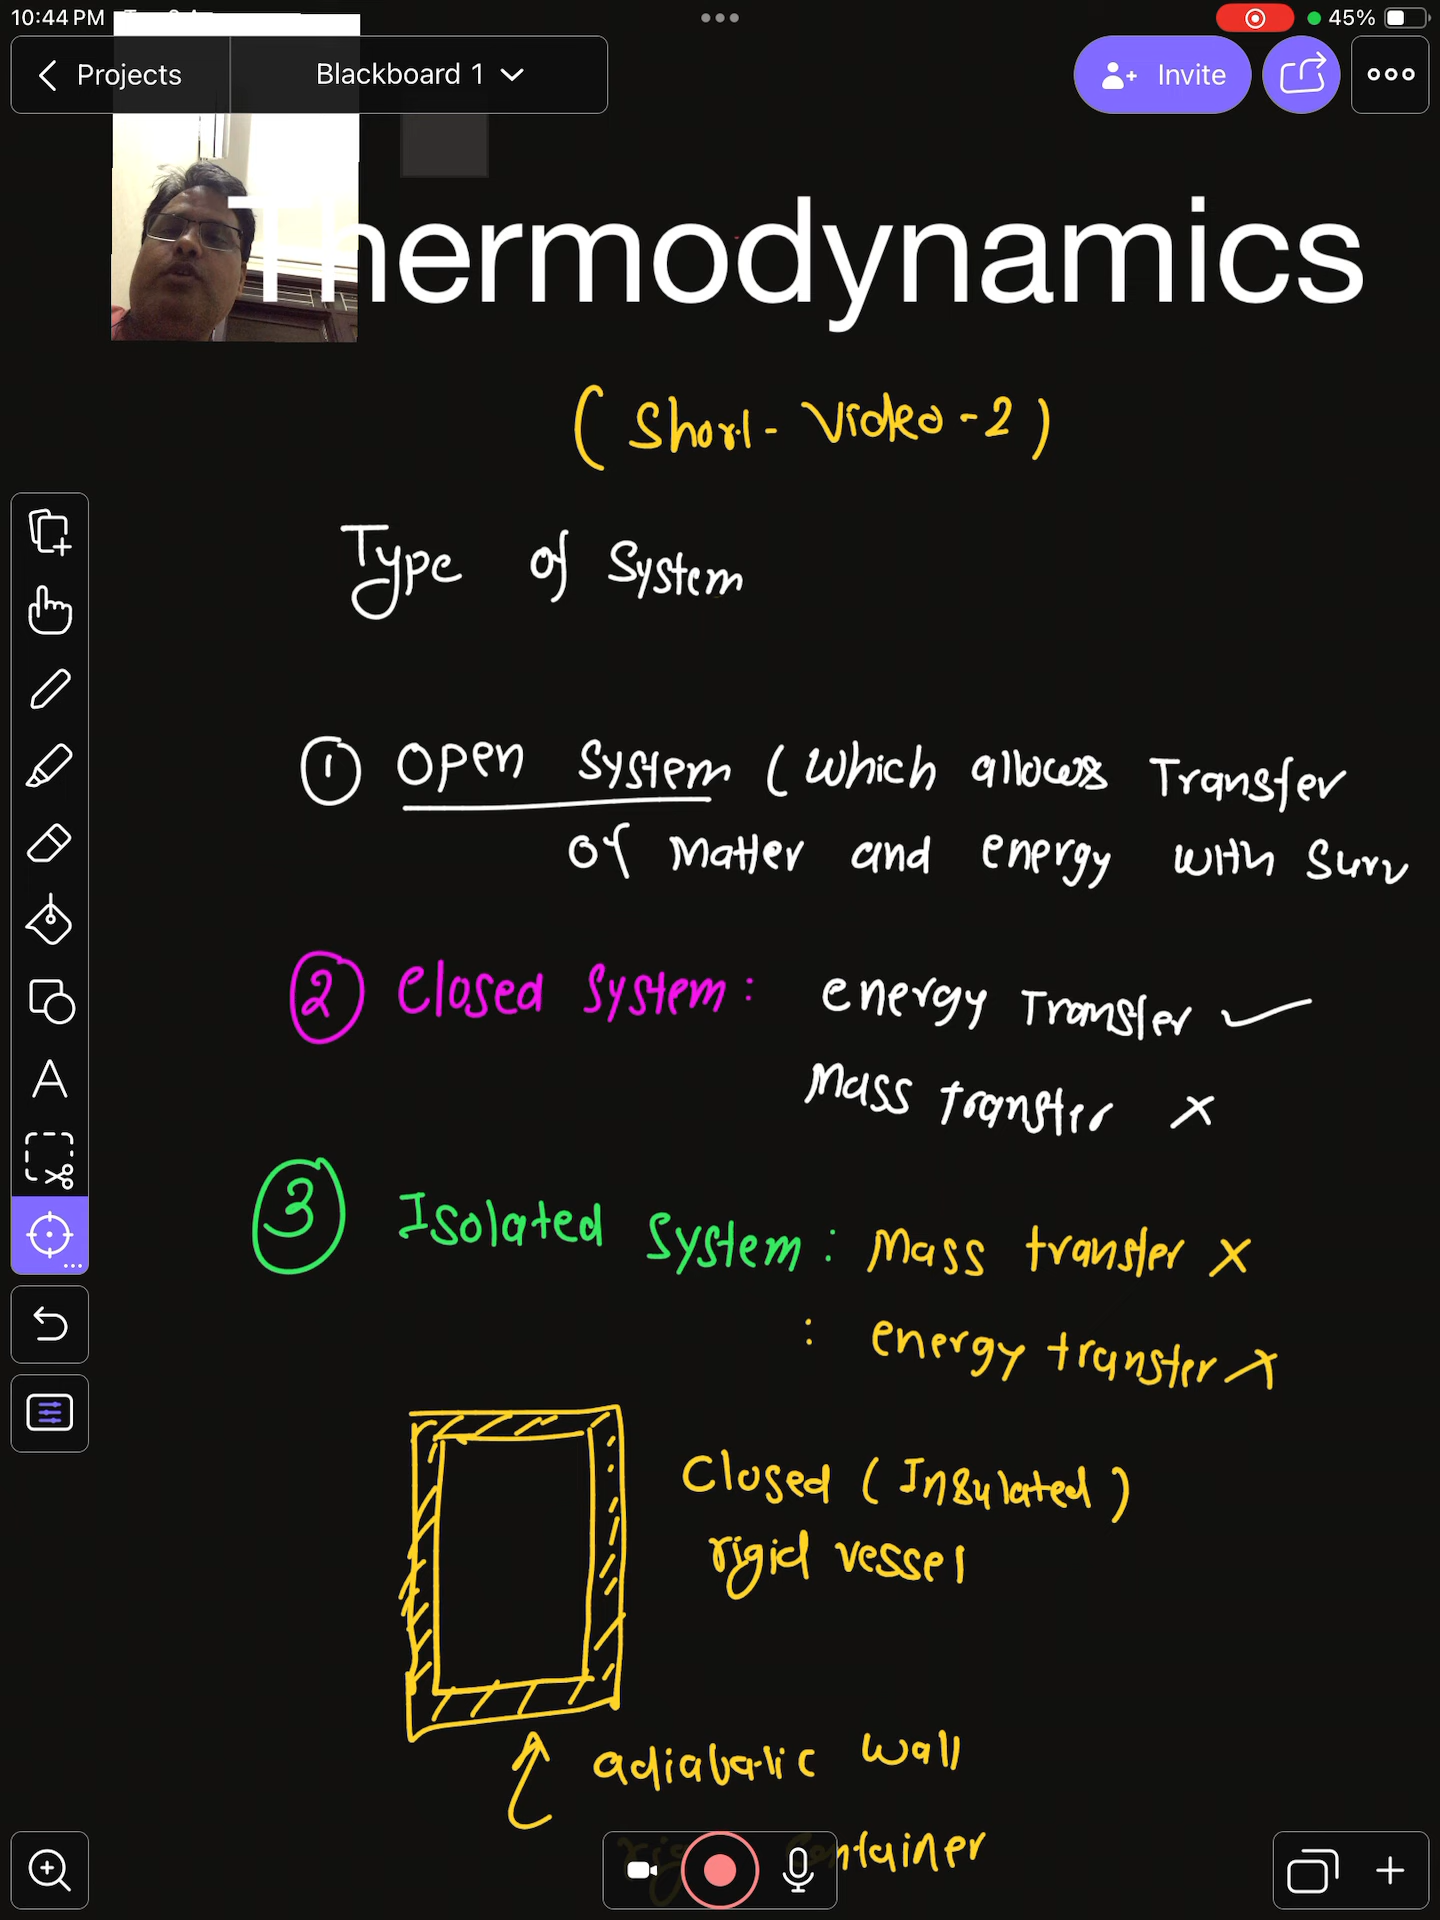 10:44 PM
45%
Projects
Blackboard 1
Invite
Thermodynamics
(Short-Video-2)
Type of System
1 Open System (Which allows Transfer
of Matter and energy with Surr
2 Closed System: energy Transfer ✓
Mass transfer ×
3 Isolated System: Mass transfer ×
: energy transfer ×
Closed (Insulated)
rigid vessel
adiabatic wall
container
A